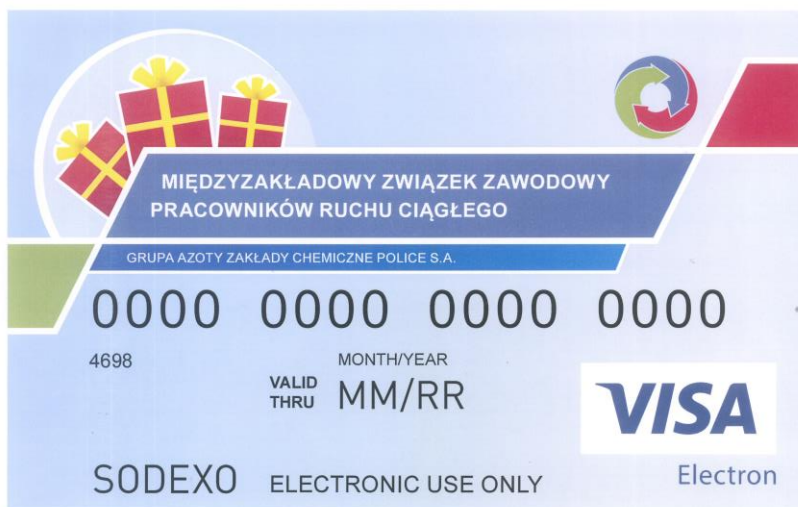 MIĘDZYZAKŁADOWY ZWIĄZEK ZAWODOWY
PRACOWNIKÓW RUCHU CIĄGŁEGO
GRUPA AZOTY ZAKŁADY CHEMICZNE POLICE S.A.
0000 0000 0000 0000
4698
MONTH/YEAR
VALID
THRU
MM/RR
VISA
Electron
SODEXO ELECTRONIC USE ONLY